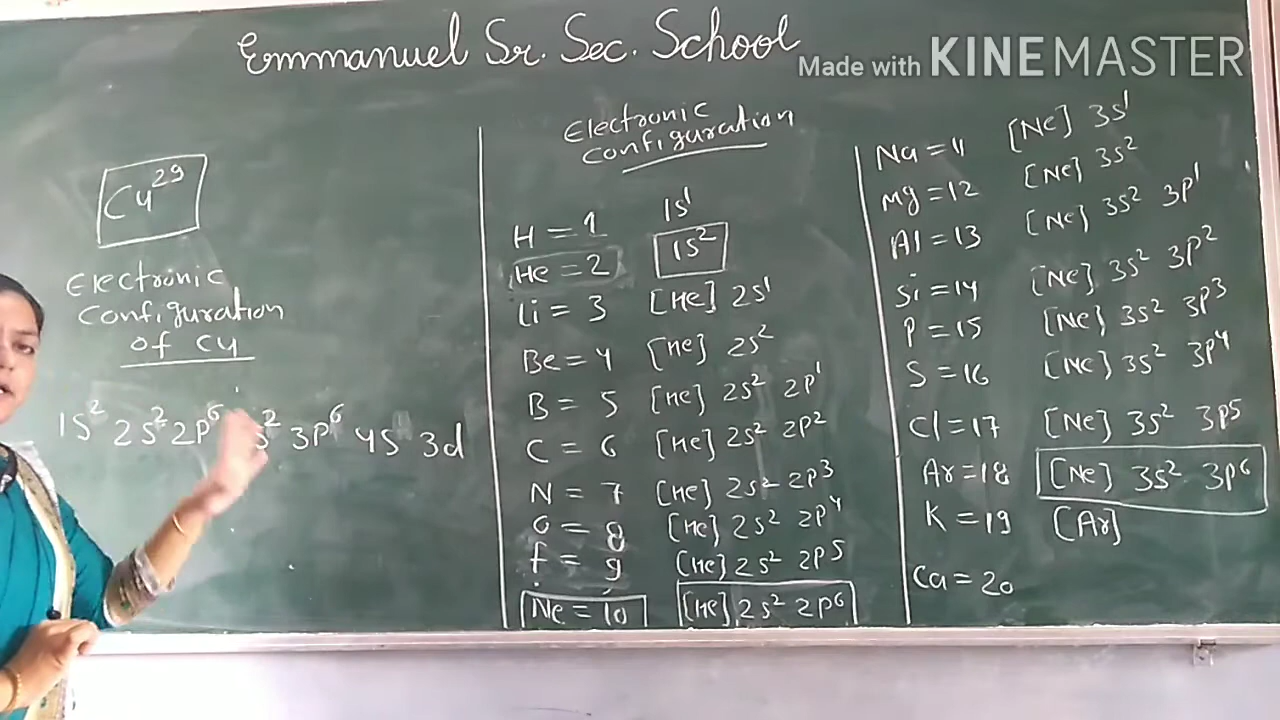 Emmanuel Sr. Sec. School
Made with KINEMASTER
Cu²⁹
Electronic
Configuration
of Cu
1s² 2s² 2p⁶ s² 3p⁶ 4s 3d
Electronic
Configuration
H = 1 1s¹
He = 2 1s²
Li = 3 [He] 2s¹
Be = 4 [He] 2s²
B = 5 [He] 2s² 2p¹
C = 6 [He] 2s² 2p²
N = 7 [He] 2s² 2p³
O = 8 [He] 2s² 2p⁴
F = 9 [He] 2s² 2p⁵
Ne = 10 [He] 2s² 2p⁶
Na = 11 [Ne] 3s¹
Mg = 12 [Ne] 3s²
Al = 13 [Ne] 3s² 3p¹
Si = 14 [Ne] 3s² 3p²
P = 15 [Ne] 3s² 3p³
S = 16 [Ne] 3s² 3p⁴
Cl = 17 [Ne] 3s² 3p⁵
Ar = 18 [Ne] 3s² 3p⁶
K = 19 [Ar]
Ca = 20